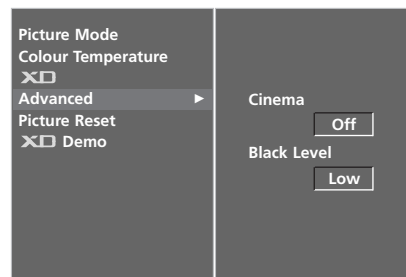 Picture Mode
Colour Temperature
XD
Advanced ►
Picture Reset
XD Demo
Cinema
Off
Black Level
Low